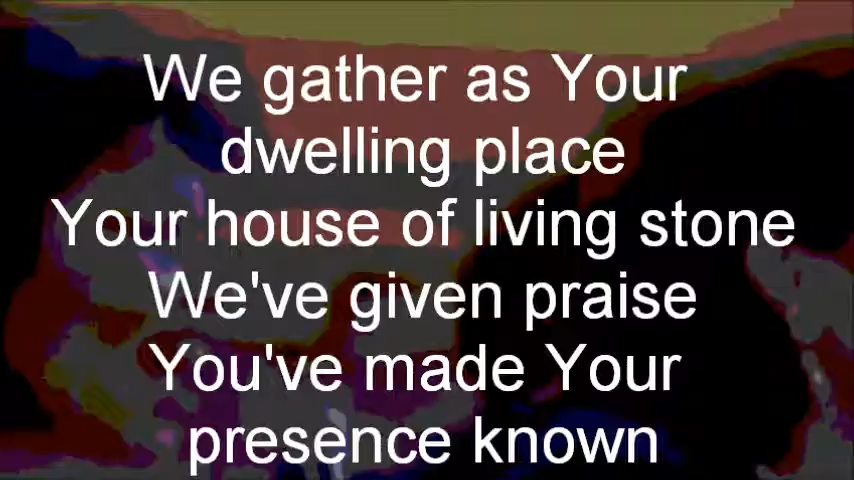 We gather as Your
dwelling place
Your house of living stone
We've given praise
You've made Your
presence known